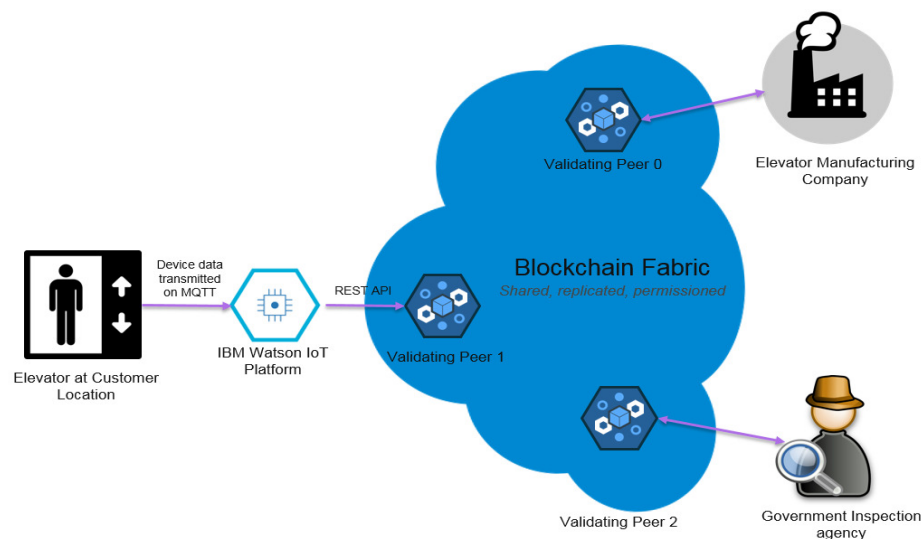 Validating Peer 0
Elevator Manufacturing
Company
Device data
transmitted
on MQTT
REST API
Blockchain Fabric
Shared, replicated, permissioned
IBM Watson IoT
Platform
Validating Peer 1
Elevator at Customer
Location
Validating Peer 2
Government Inspection
agency